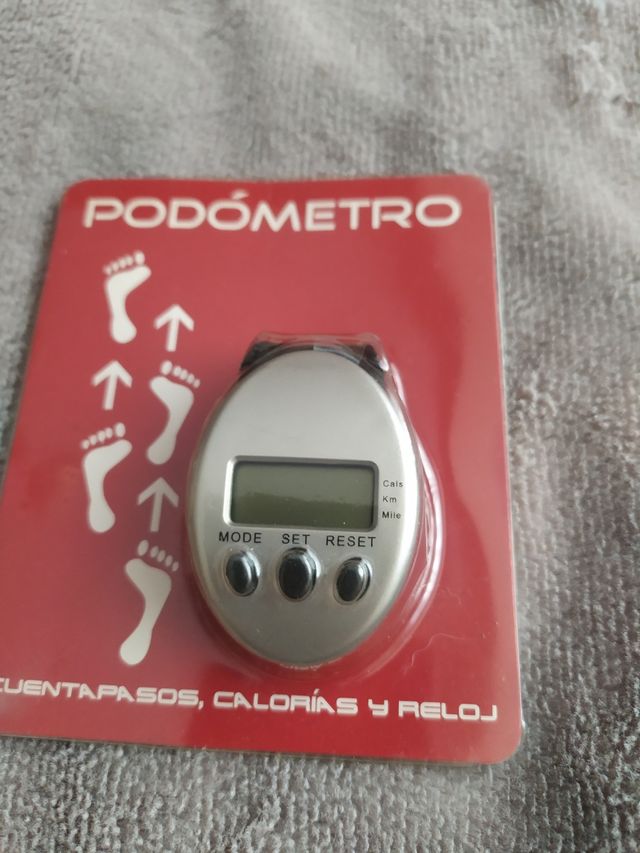 PODÓMETRO
Cals
Km
Mile
MODE SET RESET
CUENTAPASOS, CALORÍAS Y RELOJ